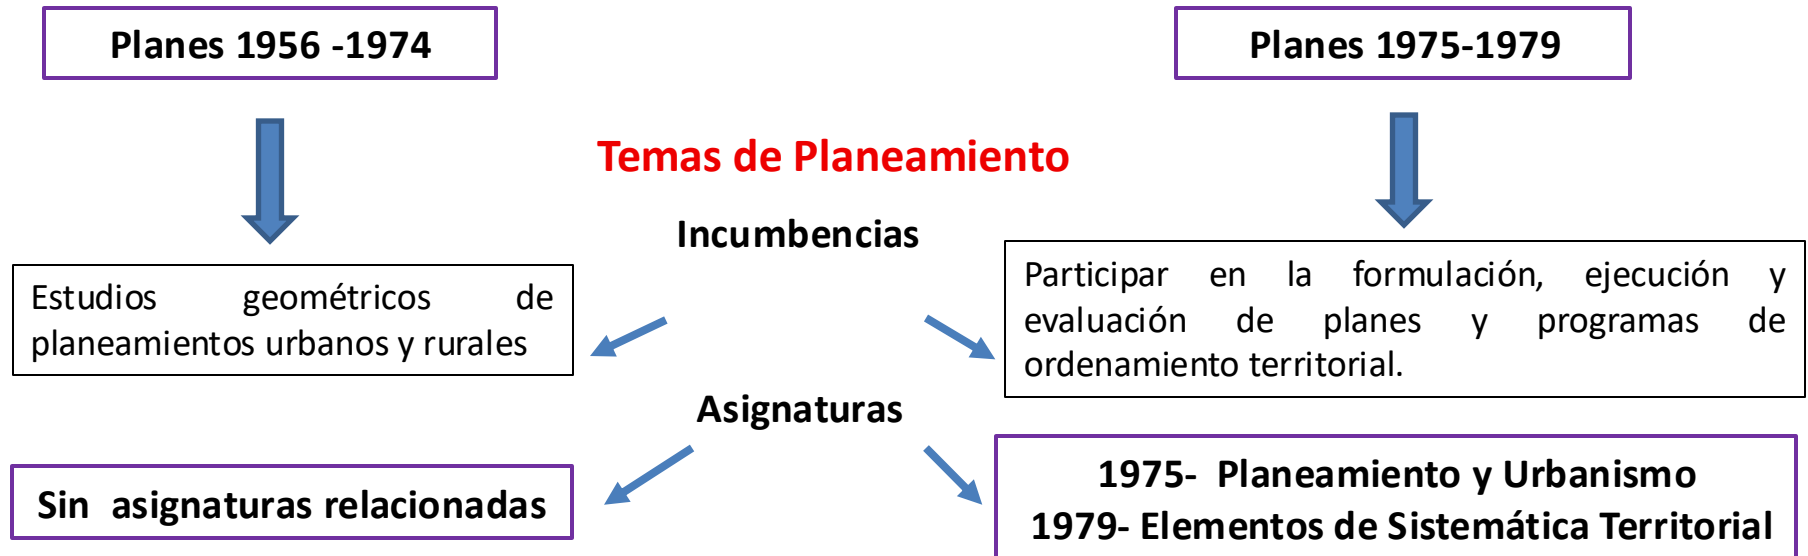 Planes 1956 -1974
Planes 1975-1979
Temas de Planeamiento
Incumbencias
Estudios geométricos de
planeamientos urbanos y rurales
Participar en la formulación, ejecución y
evaluación de planes y programas de
ordenamiento territorial.
Asignaturas
Sin asignaturas relacionadas
1975- Planeamiento y Urbanismo
1979- Elementos de Sistemática Territorial